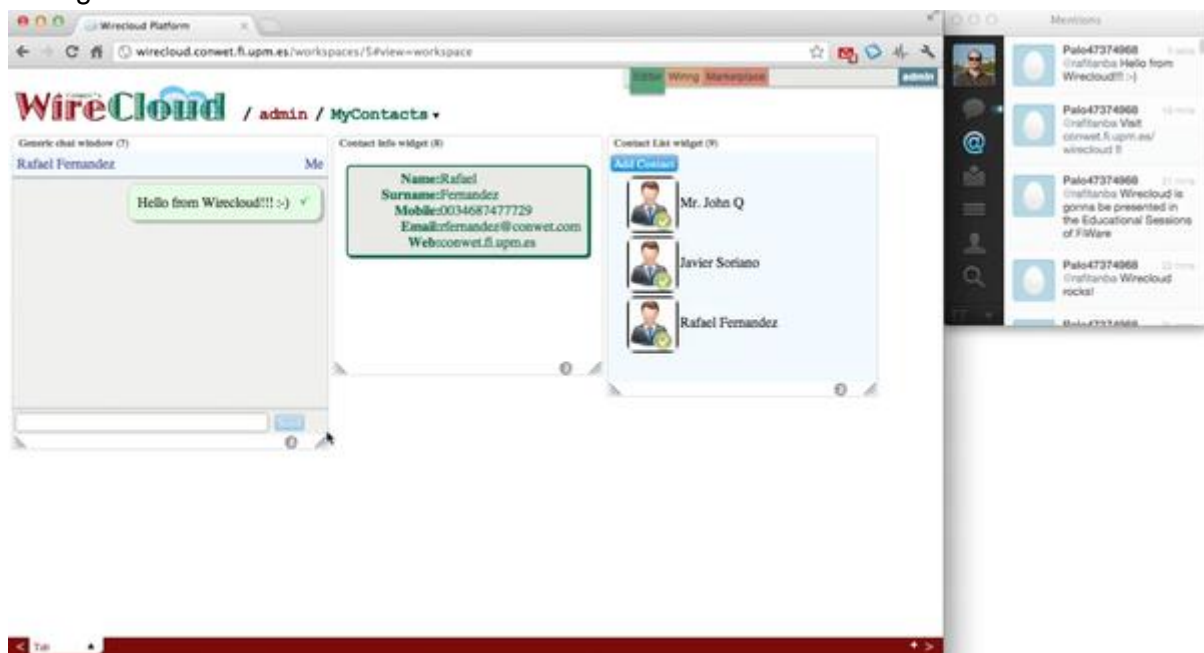 Wirecloud Platform
wirecloud.conwet.fi.upm.es/workspaces/5#view=workspace
Editor Wiring Marketplace
admin
WireCloud / admin / MyContacts
Generic chat window (7)
Rafael Fernandez Me
Hello from Wirecloud!!! :-)
Send
Contact Info widget (8)
Name:Rafael
Surname:Fernandez
Mobile:0034687477729
Email:rfernandez@conwet.com
Web:conwet.fi.upm.es
Contact List widget (9)
Add Contact
Mr. John Q
Javier Soriano
Rafael Fernandez
Tab
Mentions
Palo47374968
@rafitanba Hello from
Wirecloud!!! :-)
Palo47374968
@rafitanba Visit
conwet.fi.upm.es/
wirecloud !!
Palo47374968
@rafitanba Wirecloud is
gonna be presented in
the Educational Sessions
of FiWare
Palo47374968
@rafitanba Wirecloud
rocks!
Palo47374968